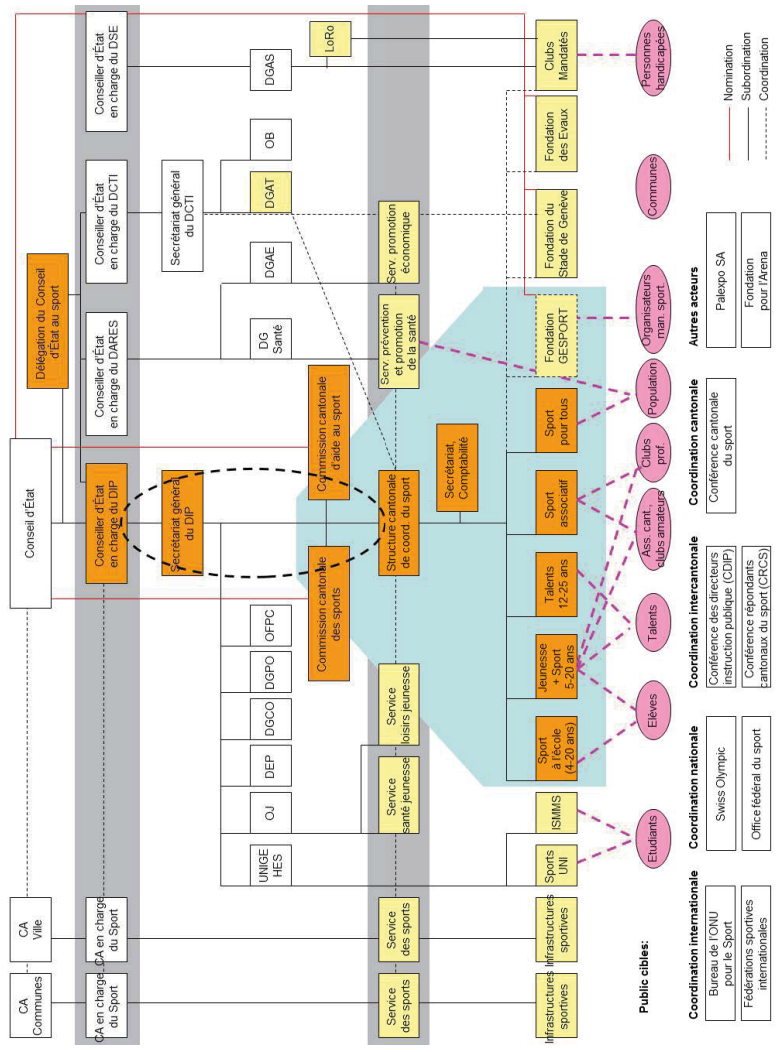 CA
Communes
CA
Ville
Conseil d'État
Délégation du Conseil
d'État au sport
CA en charge
du Sport
CA en charge
du Sport
Conseiller d'État
en charge du DIP
Conseiller d'État
en charge du DARES
Conseiller d'État
en charge du DCTI
Conseiller d'État
en charge du DSE
Secrétariat général
du DIP
Secrétariat général
du DCTI
UNIGE
HES
OJ
DEP
DGCO
DGPO
OFPC
DG
Santé
DGAE
DGAT
OB
DGAS
LoRo
Commission cantonale
des sports
Commission cantonale
d'aide au sport
Service
des sports
Service
des sports
Service
santé jeunesse
Service
loisirs jeunesse
Structure cantonale
de coord. du sport
Serv. prévention
et promotion
de la santé
Serv. promotion
économique
Secrétariat,
Comptabilité
Infrastructures
sportives
Infrastructures
sportives
Sports
UNI
ISMMS
Sport
à l'école
(4-20 ans)
Jeunesse
+ Sport
5-20 ans
Talents
12-25 ans
Sport
associatif
Sport
pour tous
Fondation
GESPORT
Fondation du
Stade de Genève
Fondation
des Evaux
Clubs
Mandatés
Public cibles:
Etudiants
Elèves
Talents
Ass. cant.,
clubs amateurs
Clubs
prof.
Population
Organisateurs
man. sport.
Communes
Personnes
handicapées
Coordination internationale
Bureau de l'ONU
pour le Sport
Fédérations sportives
internationales
Coordination nationale
Swiss Olympic
Office fédéral du sport
Coordination intercantonale
Conférence des directeurs
instruction publique (CDIP)
Conférence répondants
cantonaux du sport (CRCS)
Coordination cantonale
Conférence cantonale
du sport
Autres acteurs
Palexpo SA
Fondation
pour l'Arena
Nomination
Subordination
Coordination